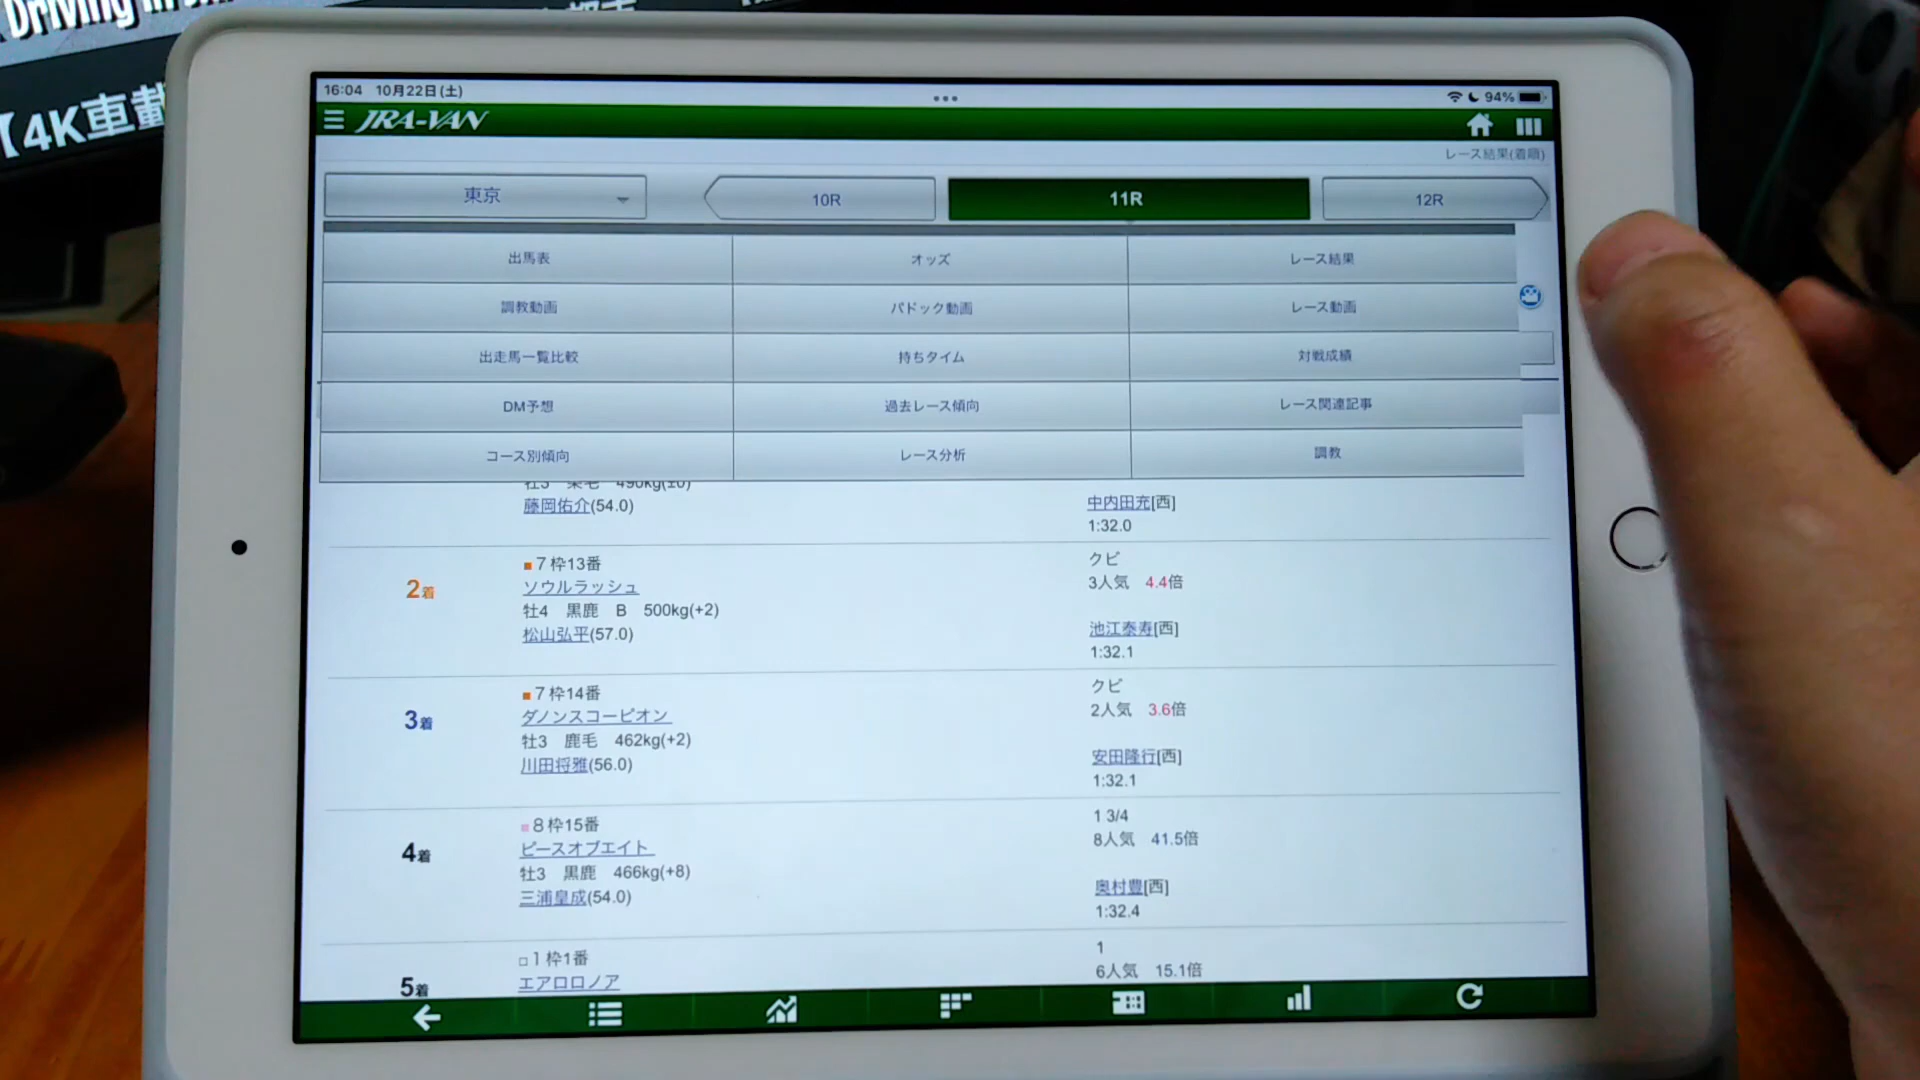 Driving in
【4K車載
16:04 10月22日(土)
94%
JRA-VAN
レース結果(着順)
東京
10R
11R
12R
出馬表
オッズ
レース結果
調教動画
パドック動画
レース動画
出走馬一覧比較
持ちタイム
対戦成績
DM予想
過去レース傾向
レース関連記事
コース別傾向
レース分析
調教
牡3 栗毛 490kg(±0)
藤岡佑介(54.0)
中内田充[西]
1:32.0
2着
7枠13番
ソウルラッシュ
牡4 黒鹿 B 500kg(+2)
松山弘平(57.0)
クビ
3人気 4.4倍
池江泰寿[西]
1:32.1
3着
7枠14番
ダノンスコーピオン
牡3 鹿毛 462kg(+2)
川田将雅(56.0)
クビ
2人気 3.6倍
安田隆行[西]
1:32.1
4着
8枠15番
ピースオブエイト
牡3 黒鹿 466kg(+8)
三浦皇成(54.0)
1 3/4
8人気 41.5倍
奥村豊[西]
1:32.4
5着
1枠1番
エアロロノア
1
6人気 15.1倍